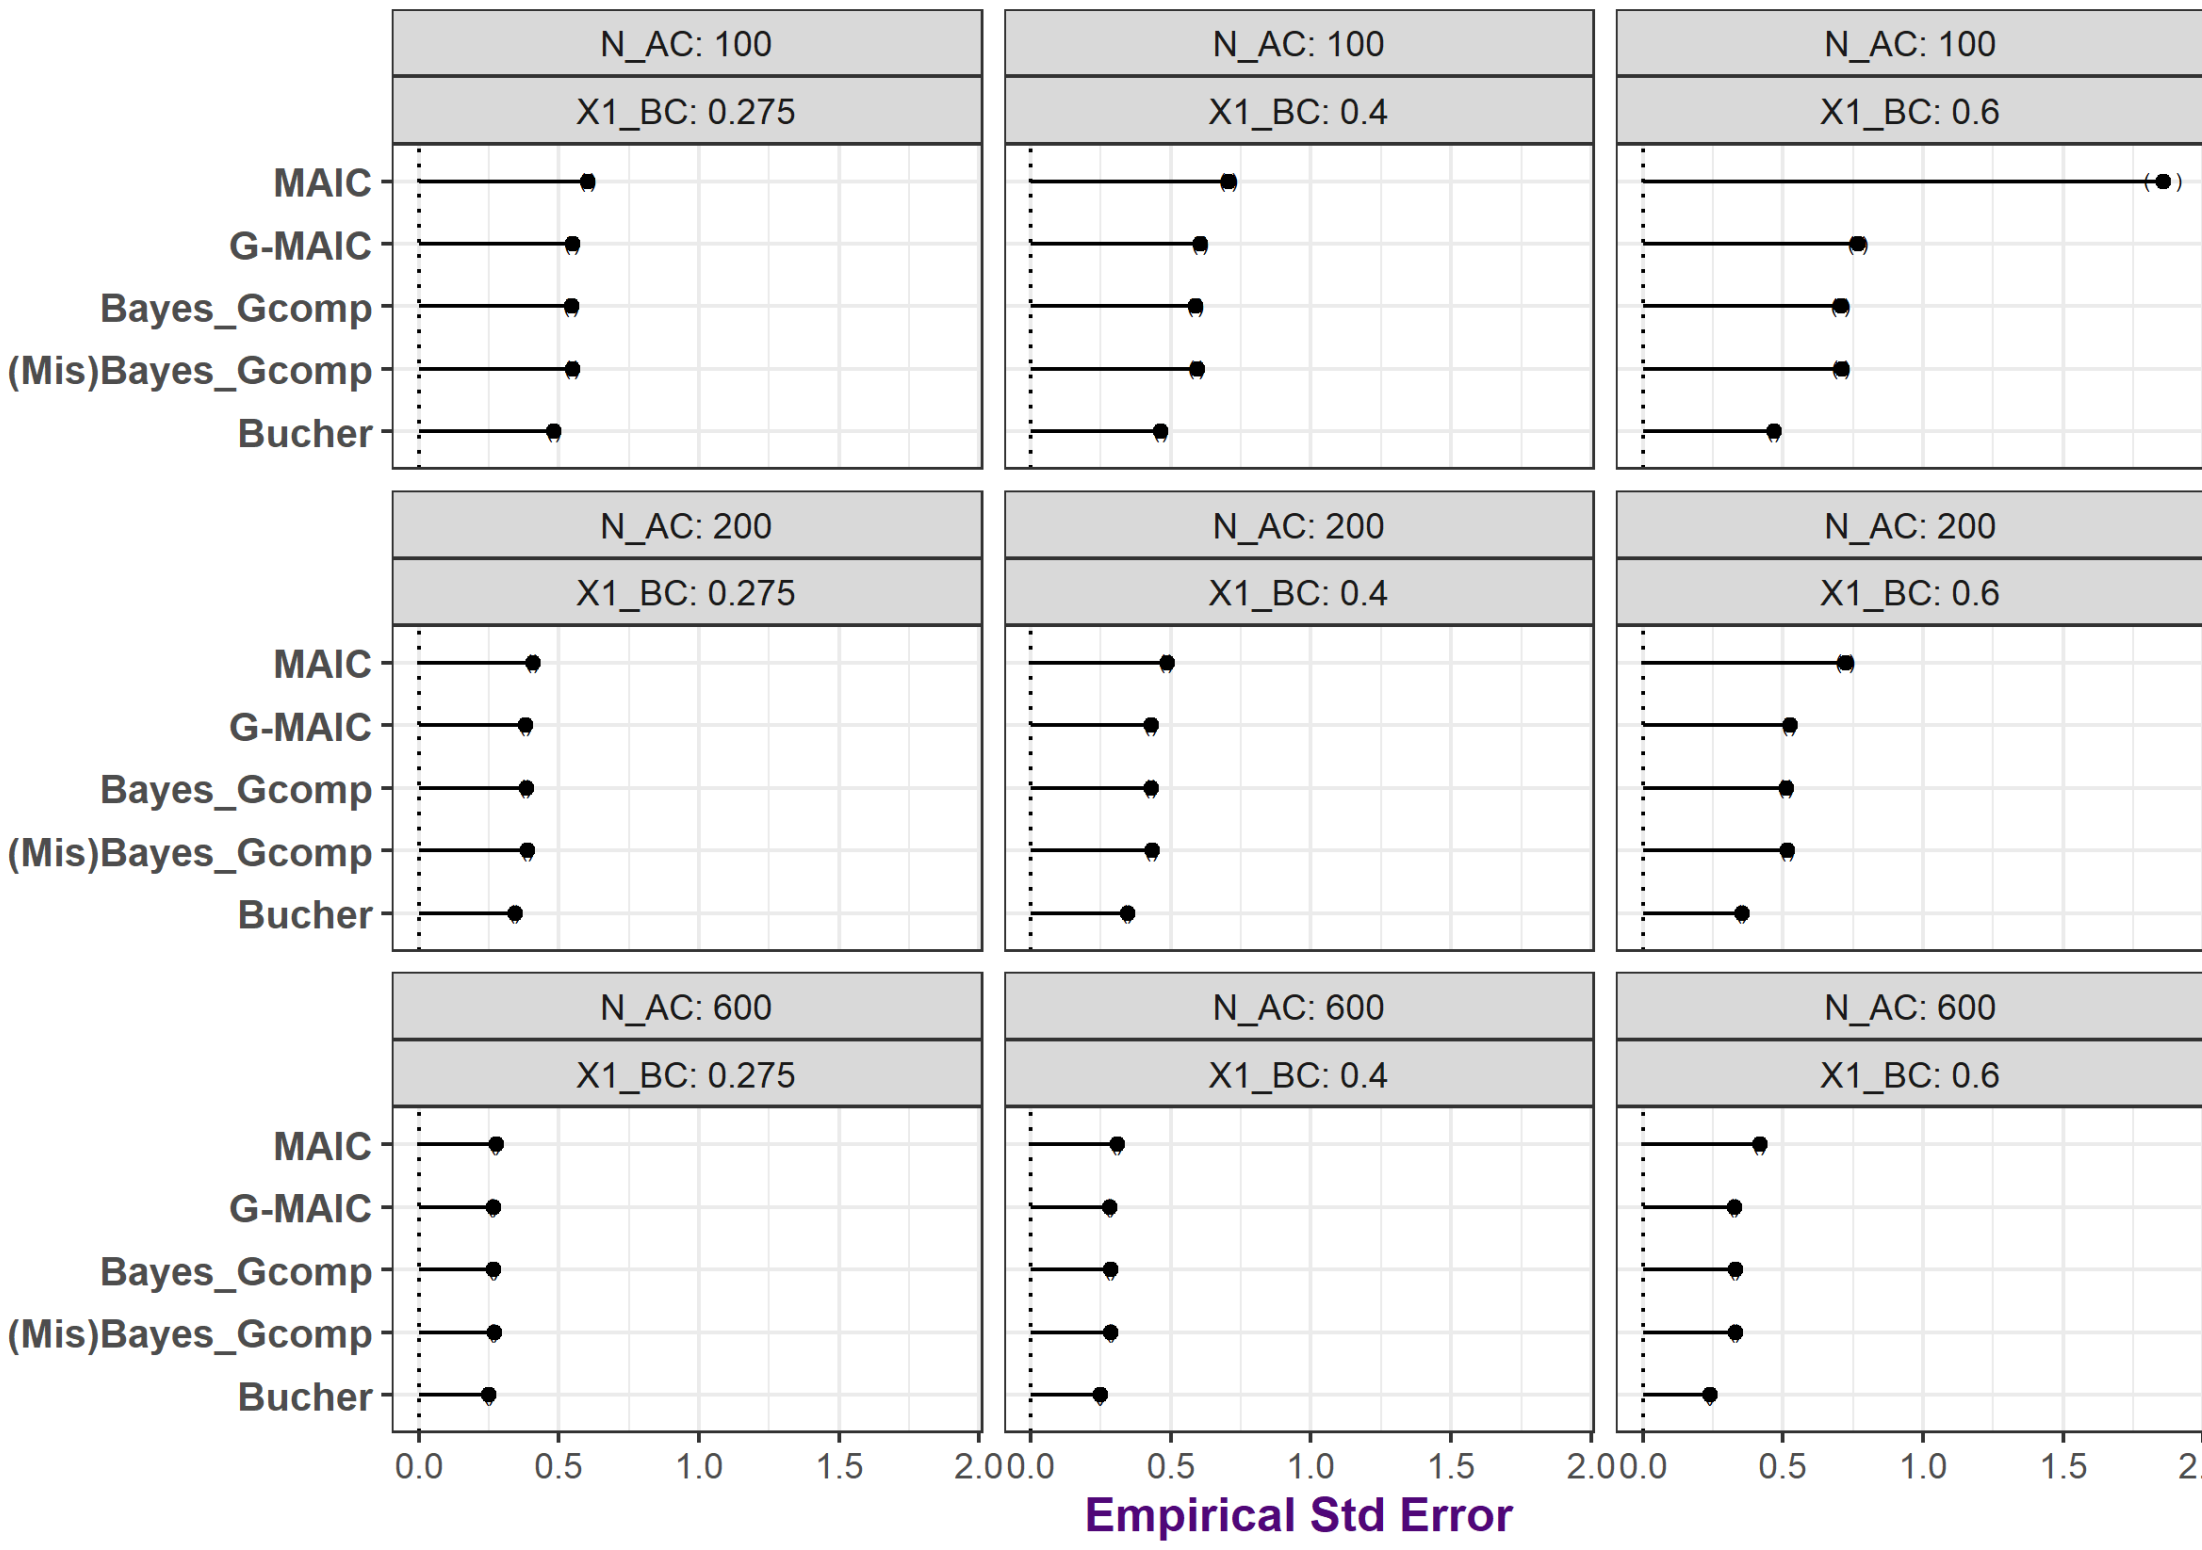 N_AC: 100 N_AC: 100 N_AC: 100
X1_BC: 0.275 X1_BC: 0.4 X1_BC: 0.6
MAIC
G-MAIC
Bayes_Gcomp
(Mis)Bayes_Gcomp
Bucher
N_AC: 200 N_AC: 200 N_AC: 200
X1_BC: 0.275 X1_BC: 0.4 X1_BC: 0.6
MAIC
G-MAIC
Bayes_Gcomp
(Mis)Bayes_Gcomp
Bucher
N_AC: 600 N_AC: 600 N_AC: 600
X1_BC: 0.275 X1_BC: 0.4 X1_BC: 0.6
MAIC
G-MAIC
Bayes_Gcomp
(Mis)Bayes_Gcomp
Bucher
0.0 0.5 1.0 1.5 2.0 0.0 0.5 1.0 1.5 2.0 0.0 0.5 1.0 1.5 2.
Empirical Std Error